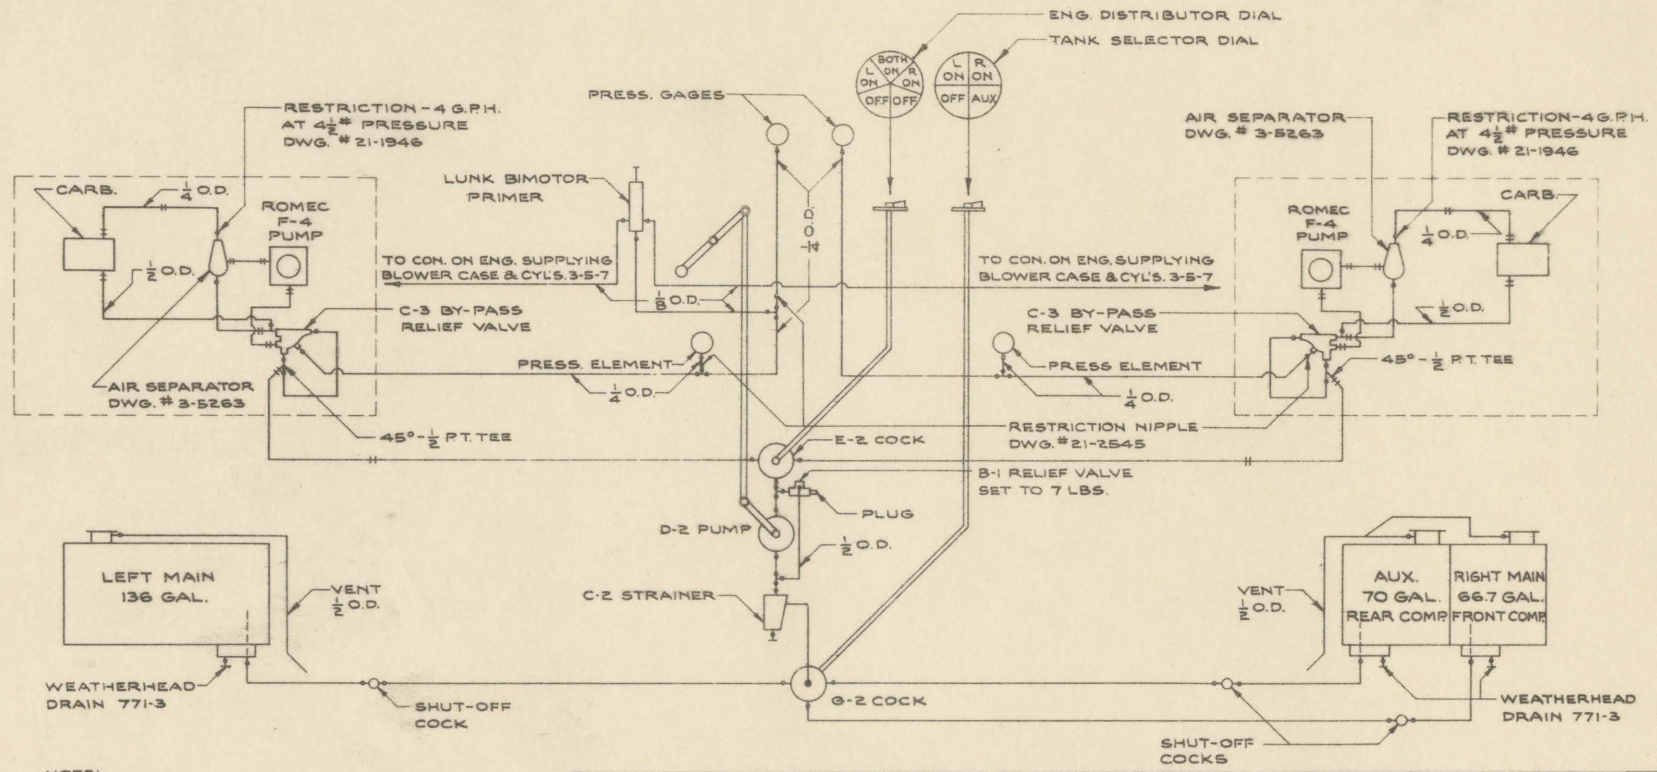 ENG. DISTRIBUTOR DIAL
TANK SELECTOR DIAL
L ON
BOTH ON
R ON
OFF OFF
L ON
R ON
OFF AUX
PRESS. GAGES
RESTRICTION-4 G.P.H.
AT 4½# PRESSURE
DWG. # 21-1946
AIR SEPARATOR
DWG. # 3-5263
RESTRICTION-4 G.P.H.
AT 4½# PRESSURE
DWG. # 21-1946
CARB.
¼ O.D.
ROMEC
F-4
PUMP
LUNK BIMOTOR
PRIMER
¼ O.D.
ROMEC
F-4
PUMP
¼ O.D.
CARB.
½ O.D.
TO CON. ON ENG. SUPPLYING
BLOWER CASE & CYL'S. 3-5-7
TO CON. ON ENG. SUPPLYING
BLOWER CASE & CYL'S. 3-5-7
⅛ O.D.
C-3 BY-PASS
RELIEF VALVE
C-3 BY-PASS
RELIEF VALVE
½ O.D.
PRESS. ELEMENT
PRESS ELEMENT
45°-½ P.T. TEE
AIR SEPARATOR
DWG. # 3-5263
¼ O.D.
¼ O.D.
45°-½ P.T. TEE
RESTRICTION NIPPLE
DWG. # 21-2545
E-2 COCK
B-1 RELIEF VALVE
SET TO 7 LBS.
PLUG
D-2 PUMP
½ O.D.
LEFT MAIN
136 GAL.
VENT
½ O.D.
C-2 STRAINER
VENT
½ O.D.
AUX.
70 GAL.
REAR COMP.
RIGHT MAIN
66.7 GAL.
FRONT COMP.
WEATHERHEAD
DRAIN 771-3
SHUT-OFF
COCK
G-2 COCK
WEATHERHEAD
DRAIN 771-3
SHUT-OFF
COCKS